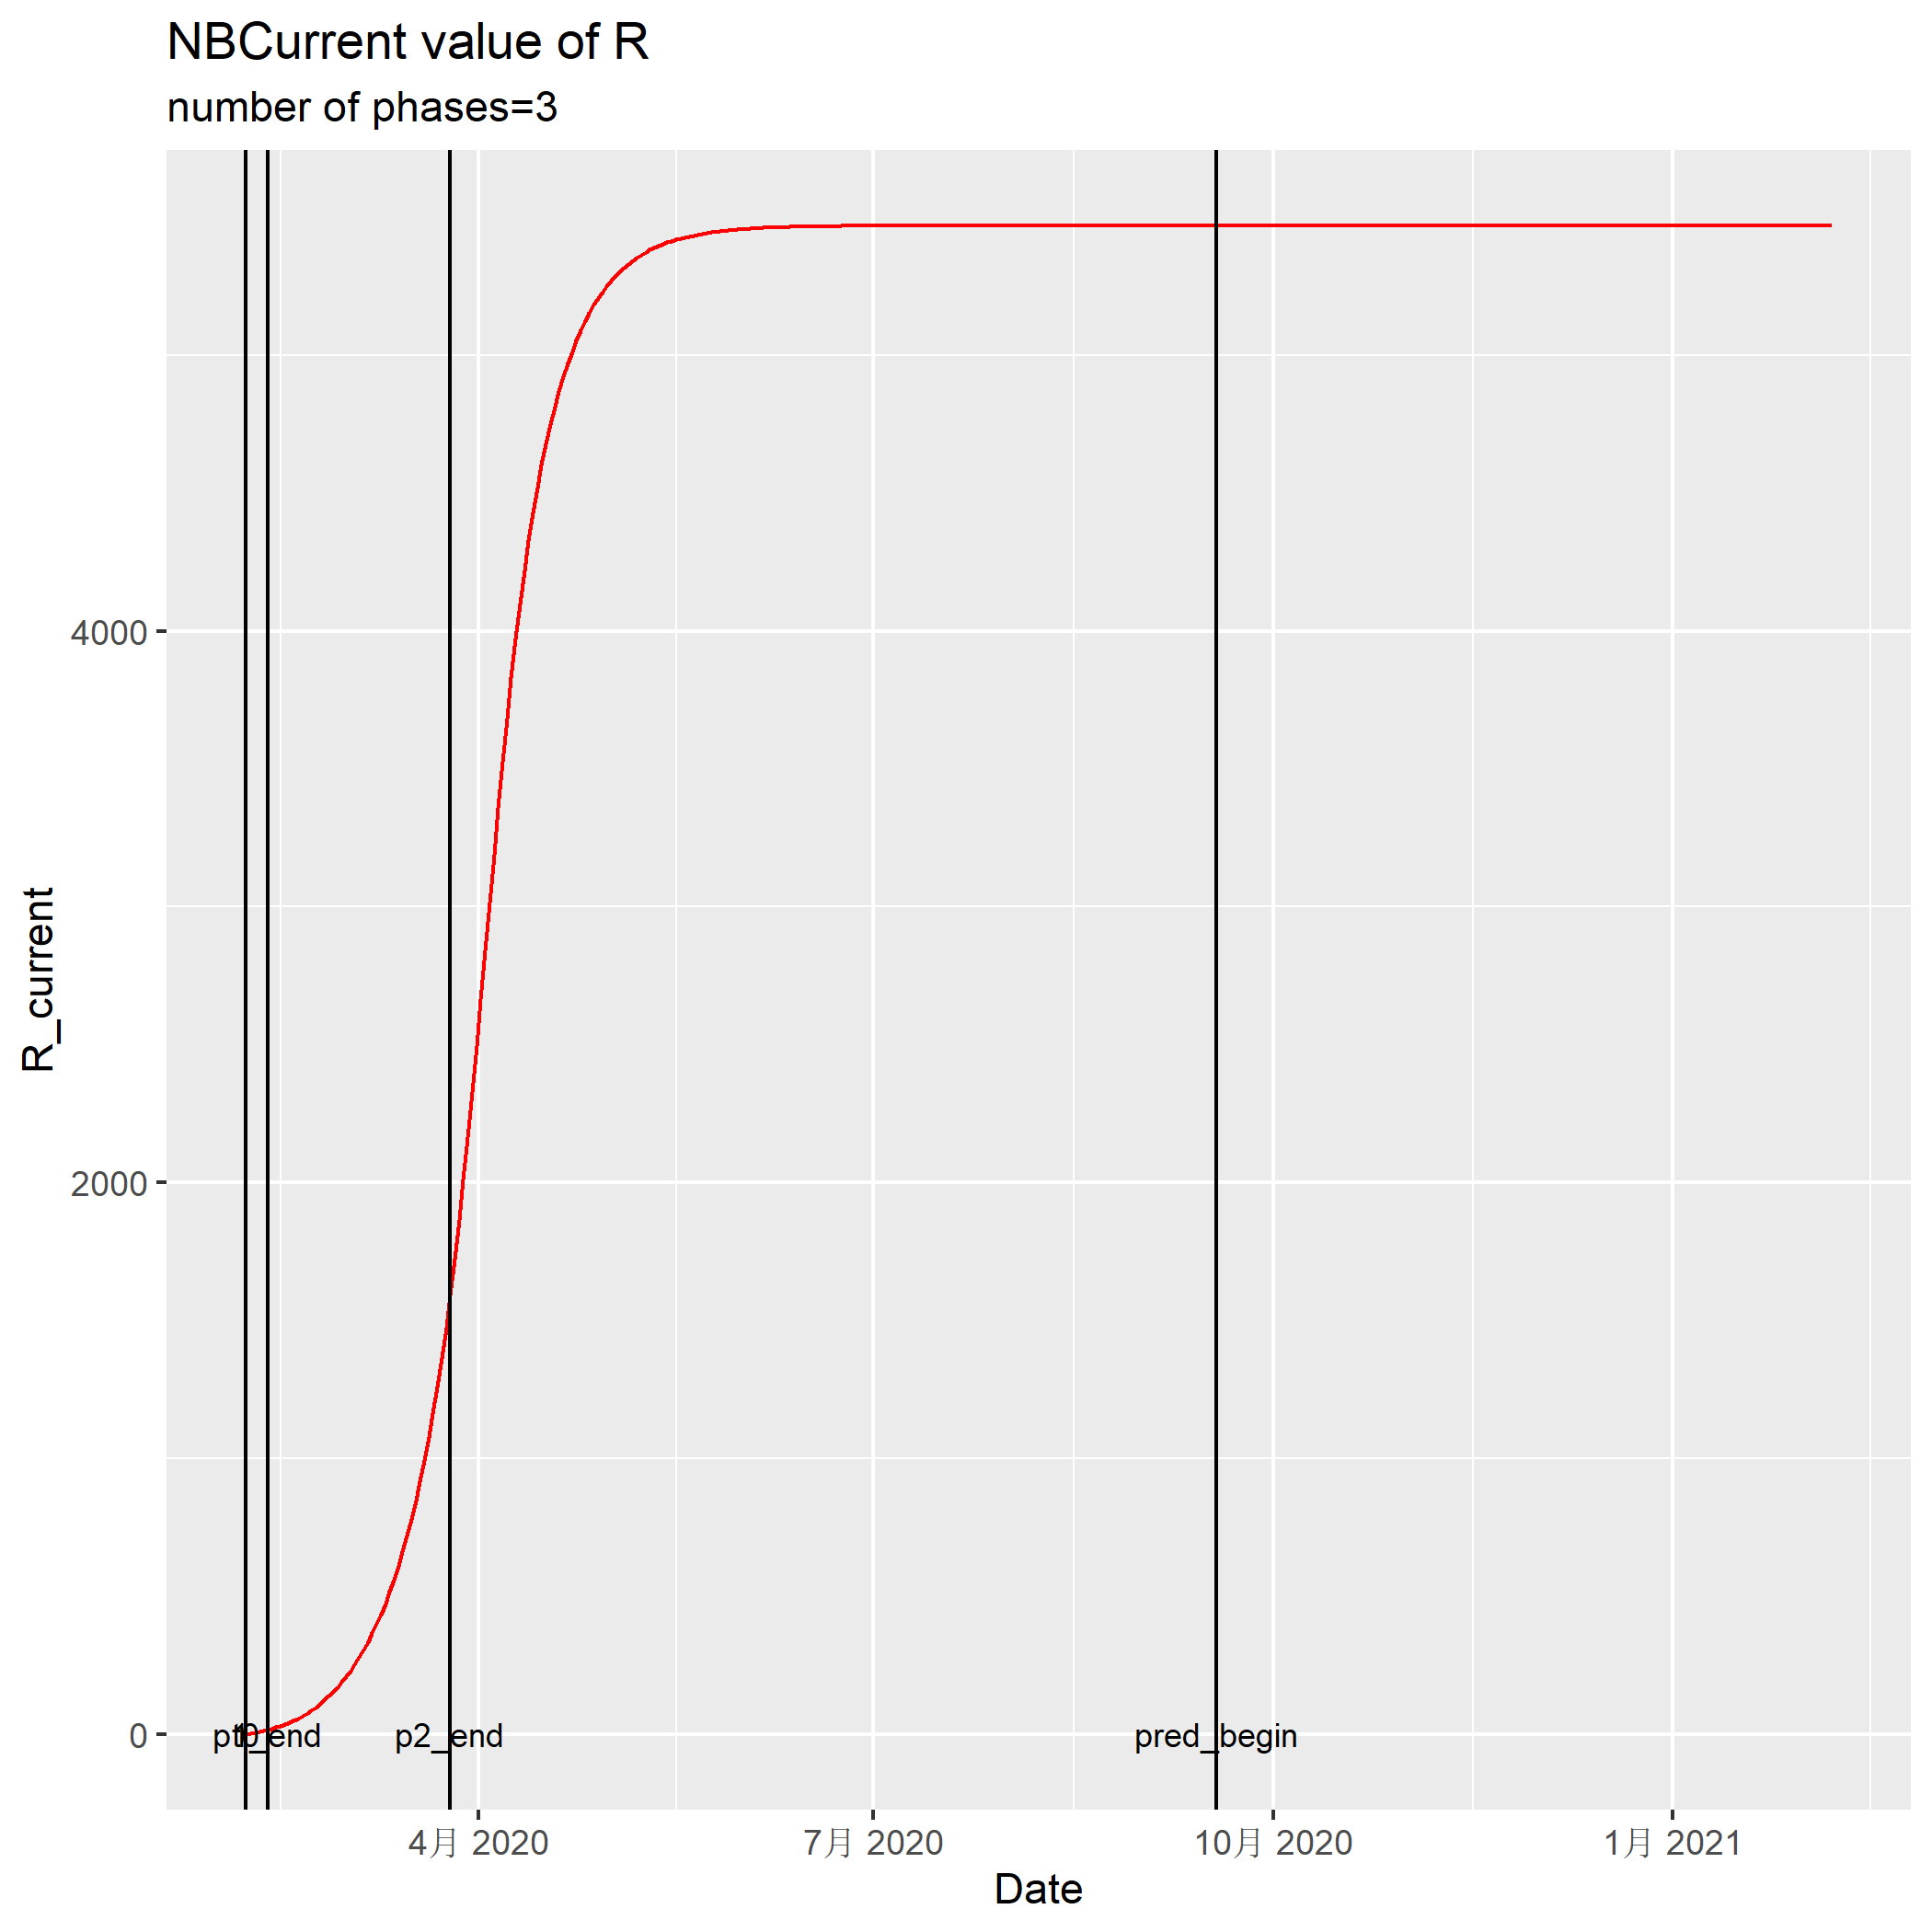 NBCurrent value of R
number of phases=3
R_current
4000
2000
0
p2_end
pred_begin
4月 2020
7月 2020
10月 2020
1月 2021
Date